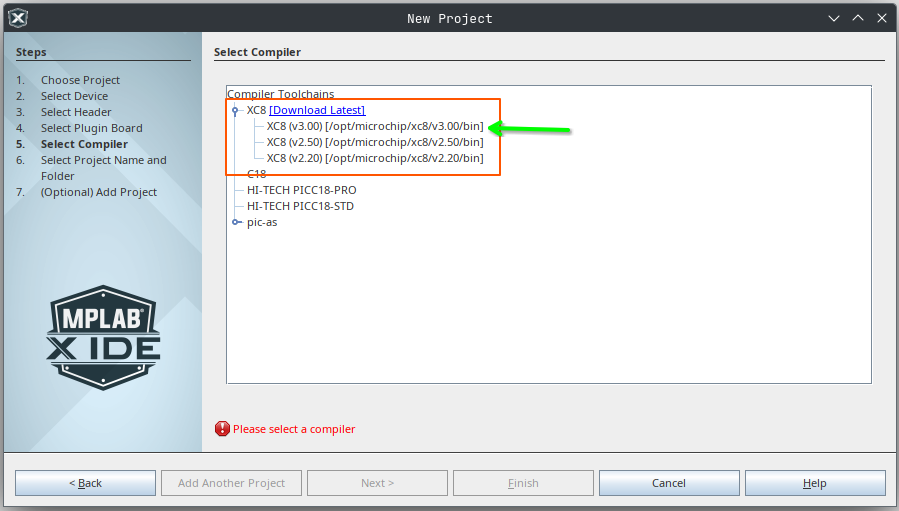 New Project
Steps
1. Choose Project
2. Select Device
3. Select Header
4. Select Plugin Board
5. Select Compiler
6. Select Project Name and
Folder
7. (Optional) Add Project
MPLAB®
X IDE
Select Compiler
Compiler Toolchains
XC8 [Download Latest]
XC8 (v3.00) [/opt/microchip/xc8/v3.00/bin]
XC8 (v2.50) [/opt/microchip/xc8/v2.50/bin]
XC8 (v2.20) [/opt/microchip/xc8/v2.20/bin]
C18
HI-TECH PICC18-PRO
HI-TECH PICC18-STD
pic-as
Please select a compiler
< Back
Add Another Project
Next >
Finish
Cancel
Help